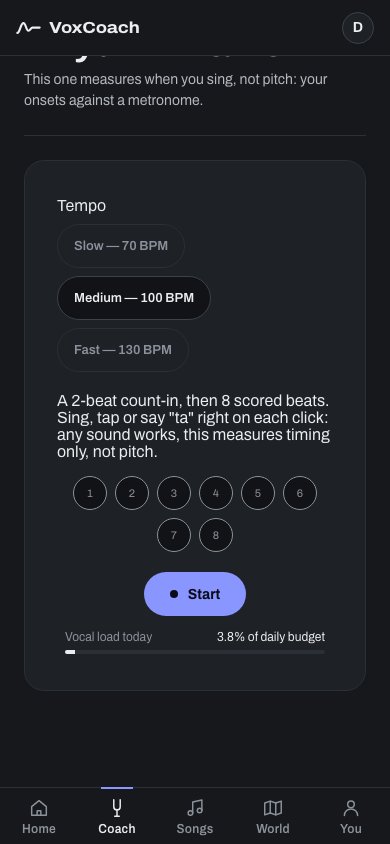 VoxCoach
D
This one measures when you sing, not pitch: your
onsets against a metronome.
Tempo
Slow — 70 BPM
Medium — 100 BPM
Fast — 130 BPM
A 2-beat count-in, then 8 scored beats.
Sing, tap or say "ta" right on each click:
any sound works, this measures timing
only, not pitch.
1 2 3 4 5 6
7 8
Start
Vocal load today 3.8% of daily budget
Home Coach Songs World You